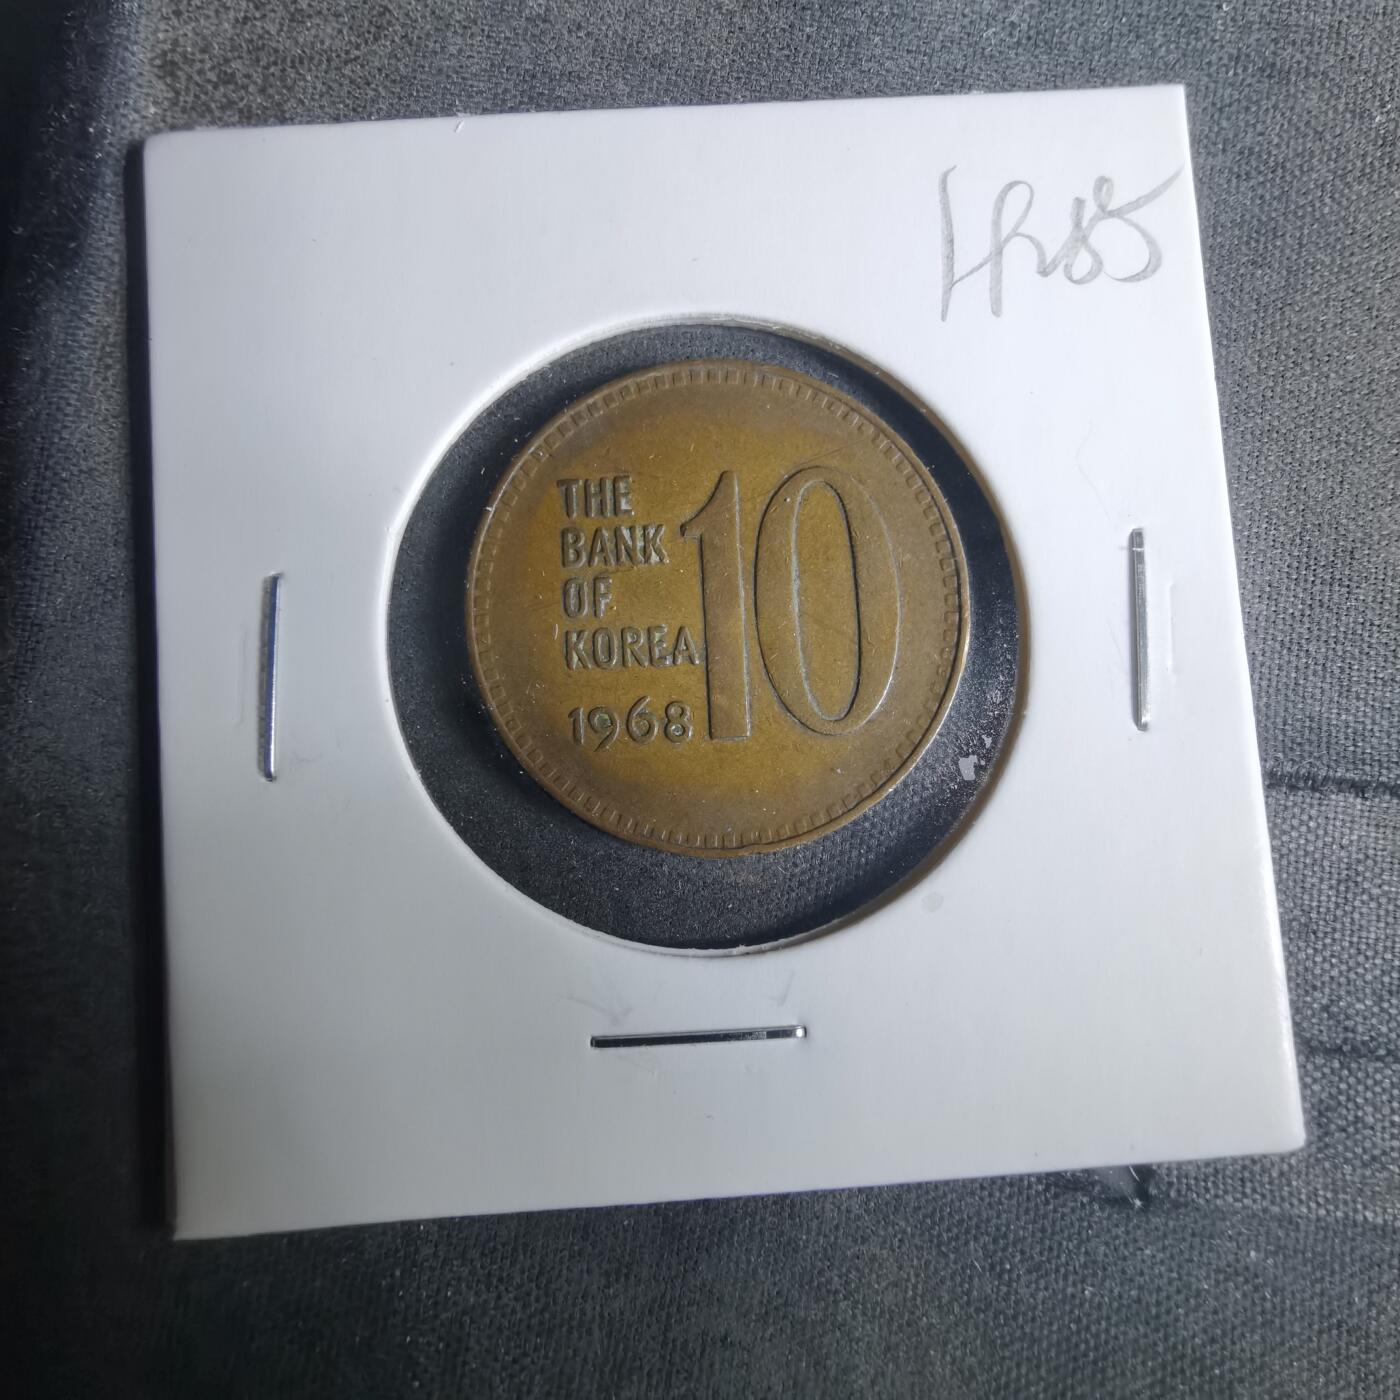 THE
BANK
OF
KOREA
1968
10